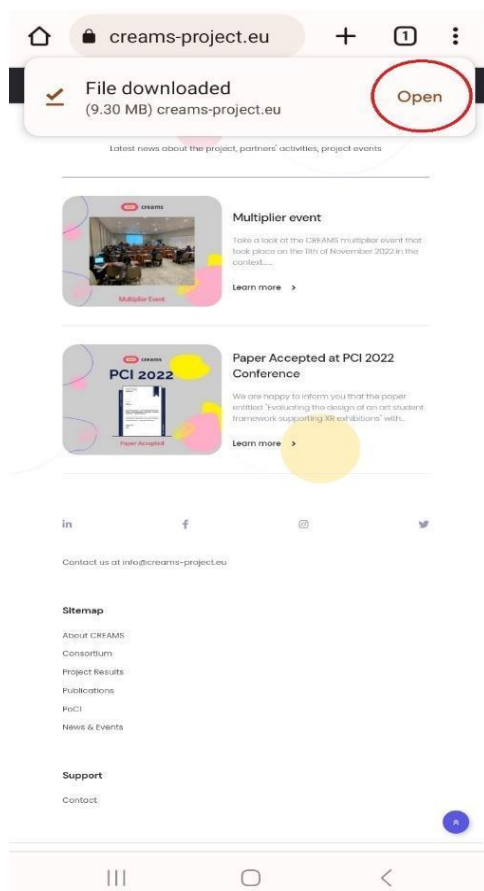 creams-project.eu
1
File downloaded
Open
(9.30 MB) creams-project.eu
Latest news about the project, partners' activities, project events
creams
Multiplier Event
Multiplier event
Take a look at the CREAMS multiplier event that
took place on the 11th of November 2022 in the
context.....
Learn more >
creams
PCI 2022
Paper Accepted
Paper Accepted at PCI 2022
Conference
We are happy to inform you that the paper
entitled "Evaluating the design of an art student
framework supporting XR exhibitions" with...
Learn more >
Contact us at info@creams-project.eu
Sitemap
About CREAMS
Consortium
Project Results
Publications
PoCI
News & Events
Support
Contact